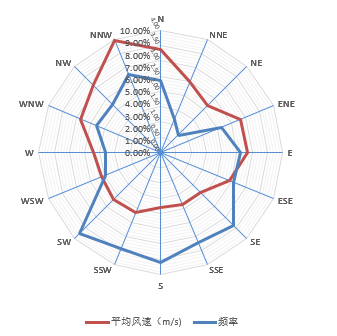 N
NNE
NE
ENE
E
ESE
SE
SSE
S
SSW
SW
WSW
W
WNW
NW
NNW
10.00%
9.00%
8.00%
7.00%
6.00%
5.00%
4.00%
3.00%
2.00%
1.00%
0.00%
平均风速（m/s)
频率